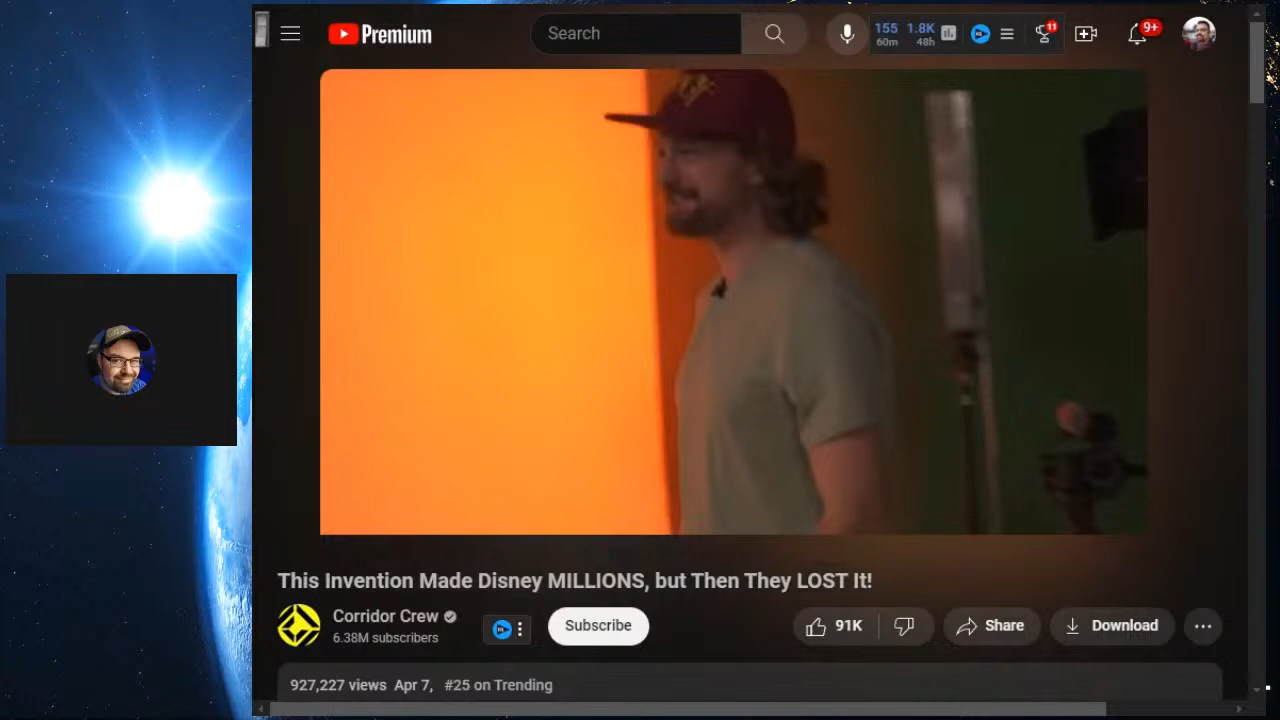 Premium
Search
155 1.8K
60m 48h
11
9+
This Invention Made Disney MILLIONS, but Then They LOST It!
Corridor Crew
6.38M subscribers
Subscribe
91K
Share
Download
927,227 views Apr 7, #25 on Trending